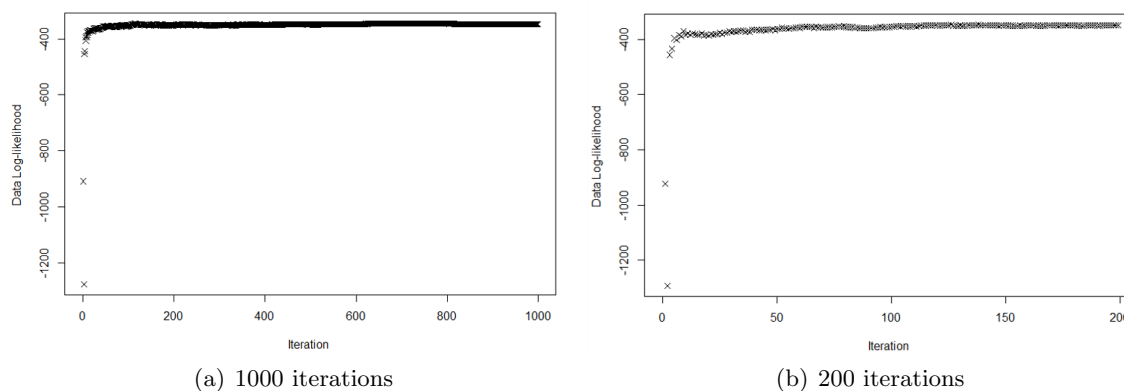 Data Log-likelihood
-400
-600
-800
-1000
-1200
0 200 400 600 800 1000
Iteration
(a) 1000 iterations
Data Log-likelihood
-400
-600
-800
-1000
-1200
0 50 100 150 200
Iteration
(b) 200 iterations